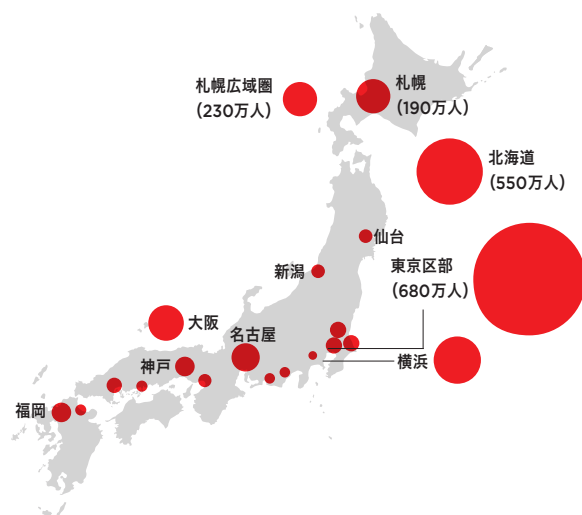 札幌広域圏
(230万人)
札幌
(190万人)
北海道
(550万人)
仙台
新潟
東京区部
(680万人)
大阪
名古屋
横浜
神戸
福岡